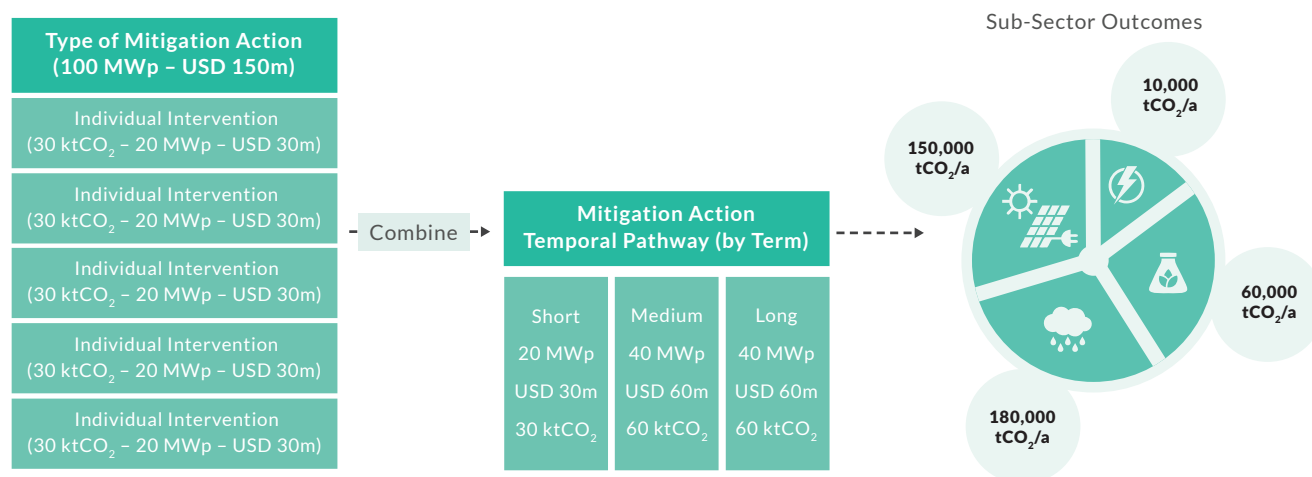 Type of Mitigation Action
(100 MWp – USD 150m)
Individual Intervention
(30 ktCO₂ – 20 MWp – USD 30m)
Individual Intervention
(30 ktCO₂ – 20 MWp – USD 30m)
Individual Intervention
(30 ktCO₂ – 20 MWp – USD 30m)
Individual Intervention
(30 ktCO₂ – 20 MWp – USD 30m)
Individual Intervention
(30 ktCO₂ – 20 MWp – USD 30m)
Combine
Mitigation Action
Temporal Pathway (by Term)
Short
20 MWp
USD 30m
30 ktCO₂
Medium
40 MWp
USD 60m
60 ktCO₂
Long
40 MWp
USD 60m
60 ktCO₂
Sub-Sector Outcomes
10,000
tCO₂/a
150,000
tCO₂/a
60,000
tCO₂/a
180,000
tCO₂/a